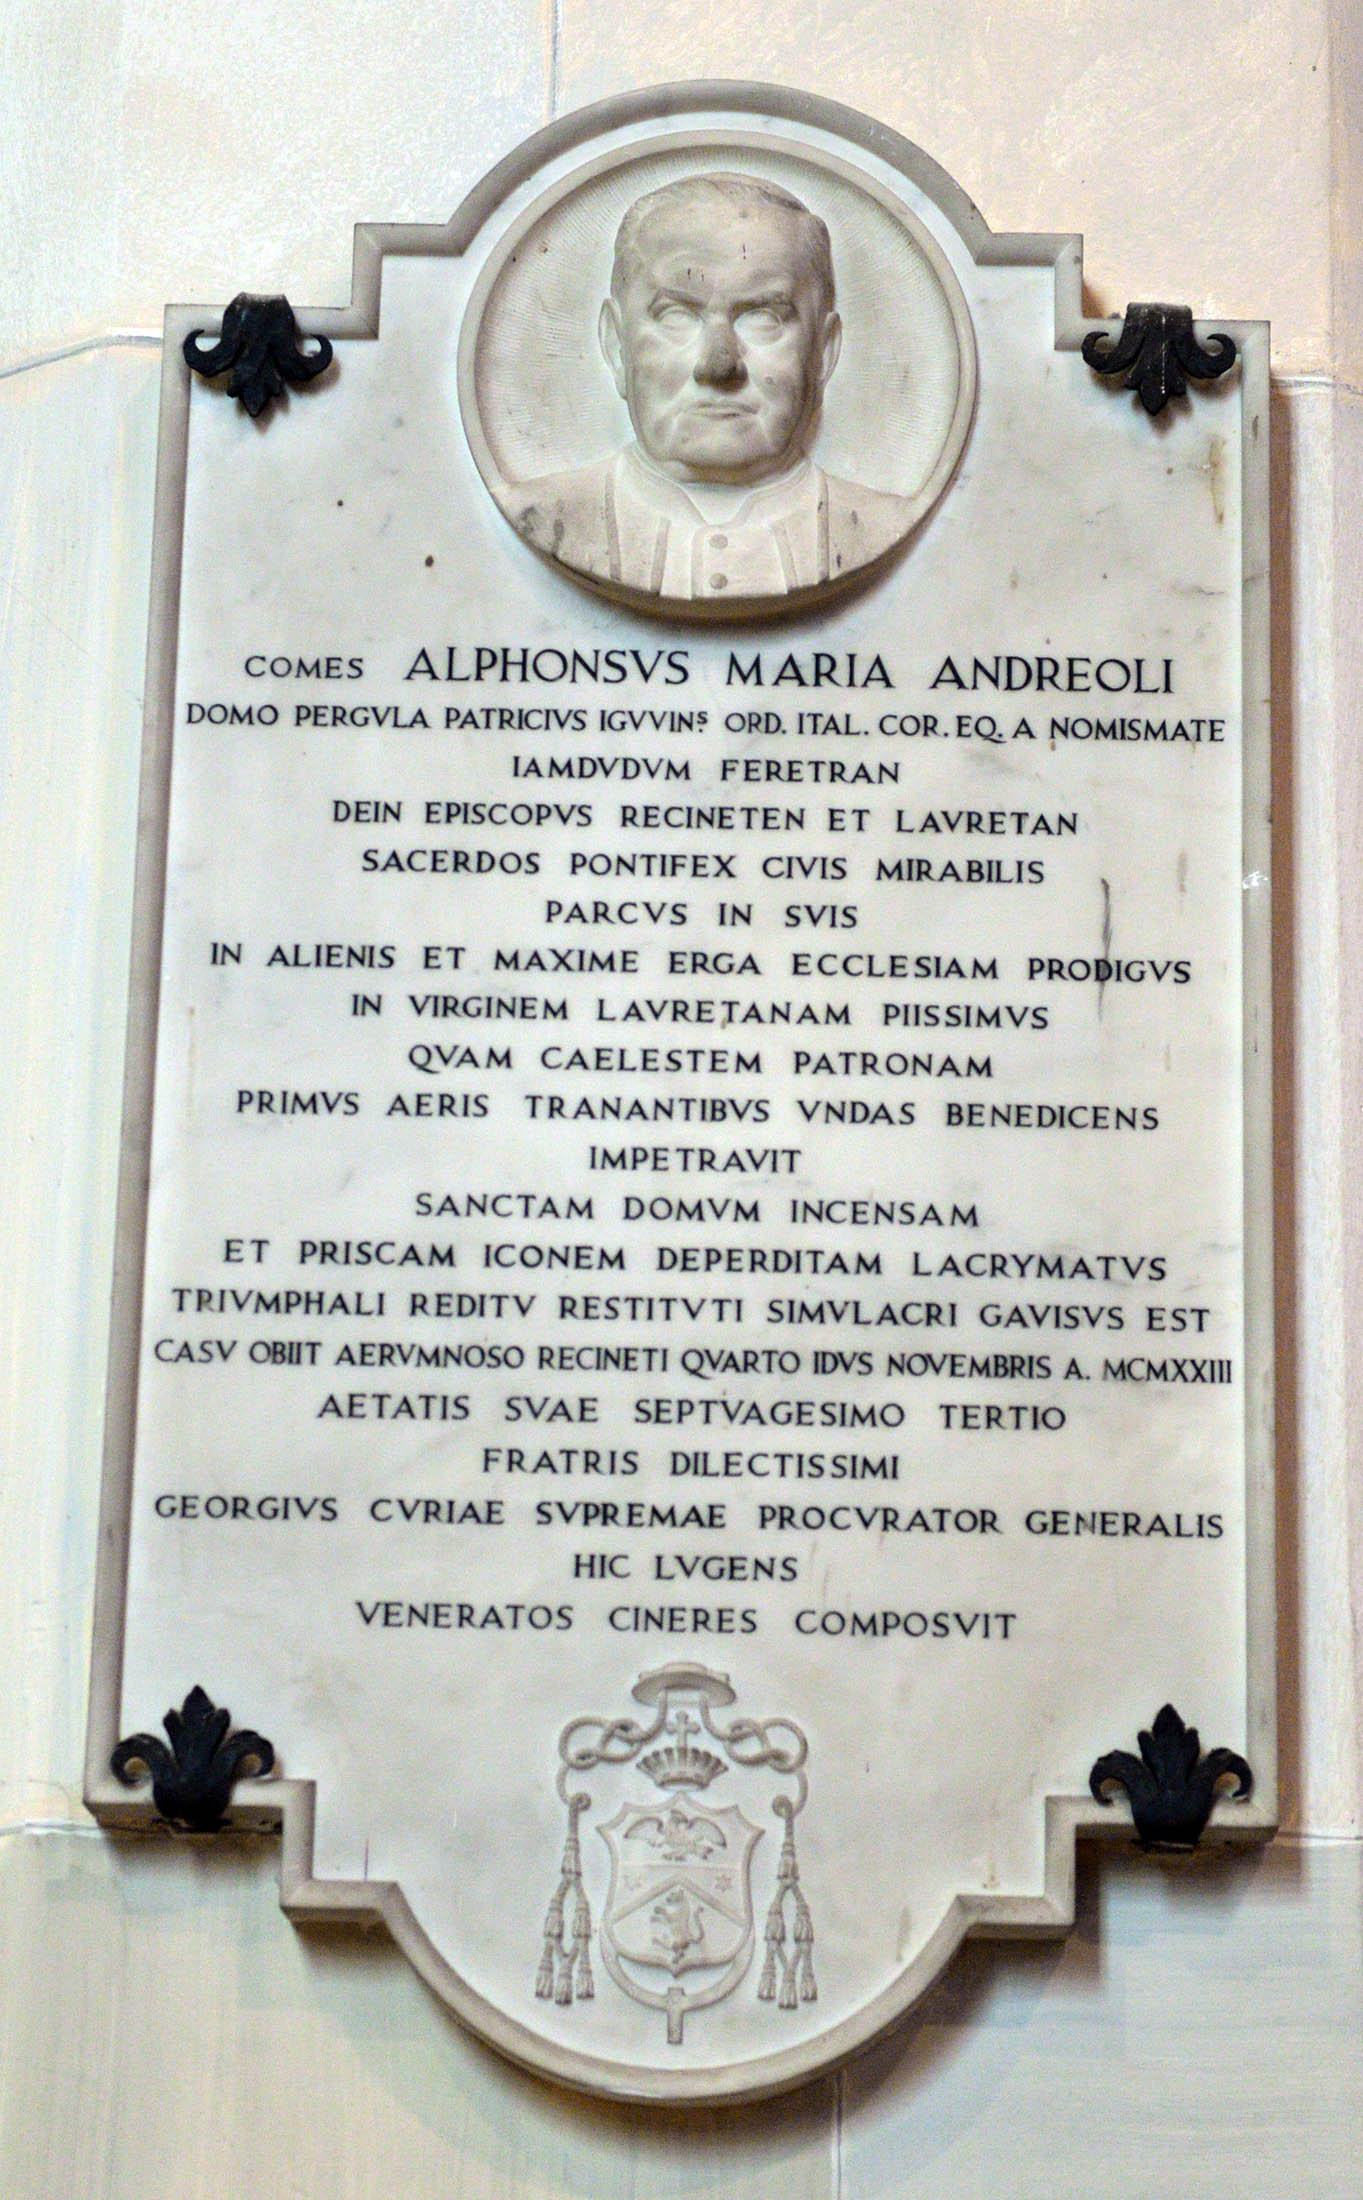 COMES ALPHONSVS MARIA ANDREOLI
DOMO PERGVLA PATRICIVS IGVVINS. ORD. ITAL. COR. EQ. A NOMISMATE
IAMDVDVM FERETRAN
DEIN EPISCOPVS RECINETEN ET LAVRETAN
SACERDOS PONTIFEX CIVIS MIRABILIS
PARCVS IN SVIS
IN ALIENIS ET MAXIME ERGA ECCLESIAM PRODIGVS
IN VIRGINEM LAVRETANAM PIISSIMVS
QVAM CAELESTEM PATRONAM
PRIMVS AERIS TRANANTIBVS VNDAS BENEDICENS
IMPETRAVIT
SANCTAM DOMVM INCENSAM
ET PRISCAM ICONEM DEPERDITAM LACRYMATVS
TRIVMPHALI REDITV RESTITVTI SIMVLACRI GAVISVS EST
CASV OBIIT AERVMNOSO RECINETI QVARTO IDVS NOVEMBRIS A. MCMXXIII
AETATIS SVAE SEPTVAGESIMO TERTIO
FRATRIS DILECTISSIMI
GEORGIVS CVRIAE SVPREMAE PROCVRATOR GENERALIS
HIC LVGENS
VENERATOS CINERES COMPOSVIT